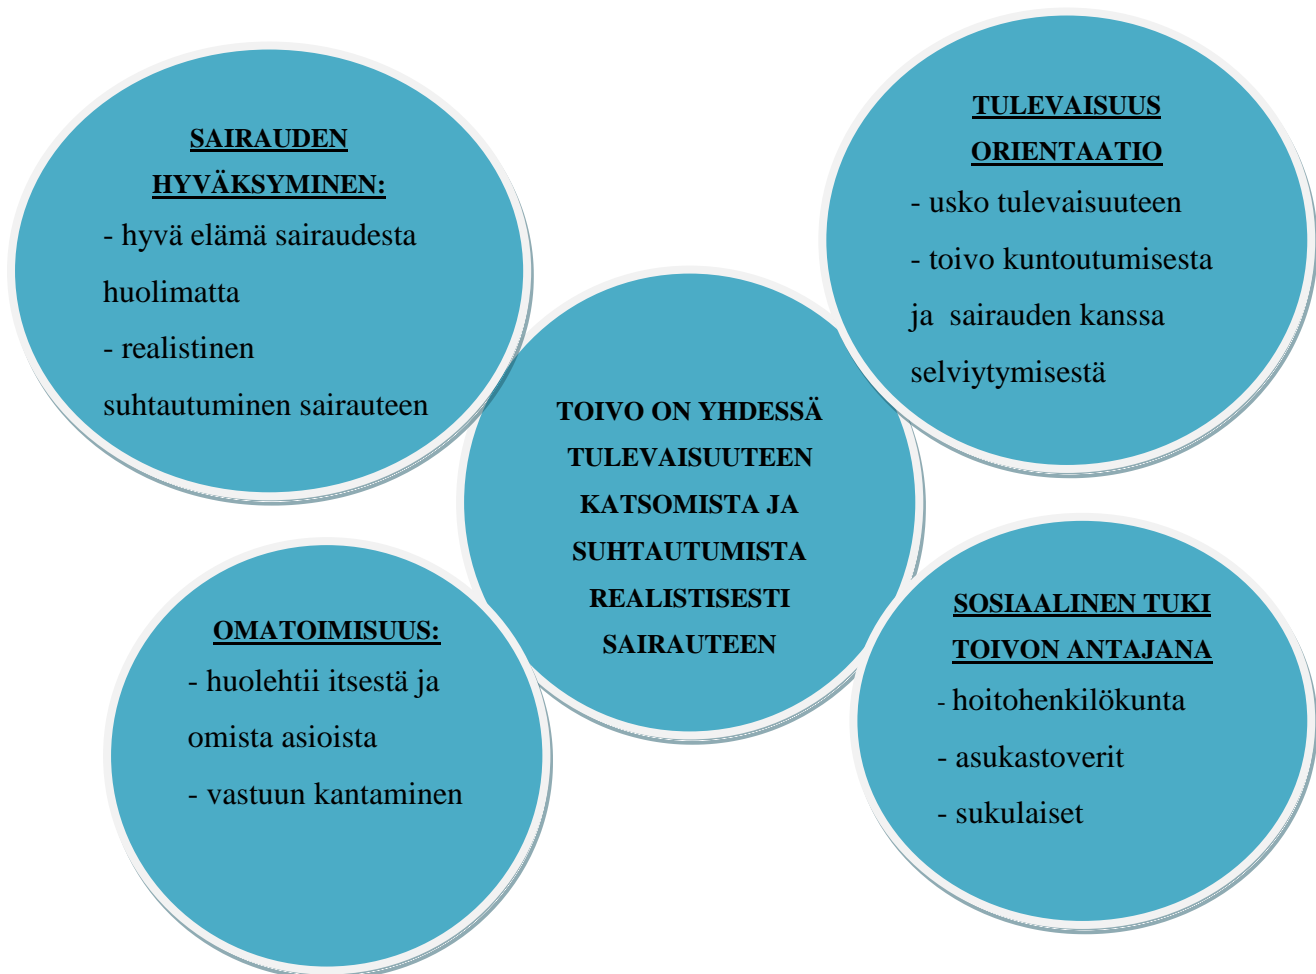 SAIRAUDEN
HYVÄKSYMINEN:
- hyvä elämä sairaudesta
huolimatta
- realistinen
suhtautuminen sairauteen
TULEVAISUUS
ORIENTAATIO
- usko tulevaisuuteen
- toivo kuntoutumisesta
ja sairauden kanssa
selviytymisestä
TOIVO ON YHDESSÄ
TULEVAISUUTEEN
KATSOMISTA JA
SUHTAUTUMISTA
REALISTISESTI
SAIRAUTEEN
OMATOIMISUUS:
- huolehtii itsestä ja
omista asioista
- vastuun kantaminen
SOSIAALINEN TUKI
TOIVON ANTAJANA
- hoitohenkilökunta
- asukastoverit
- sukulaiset